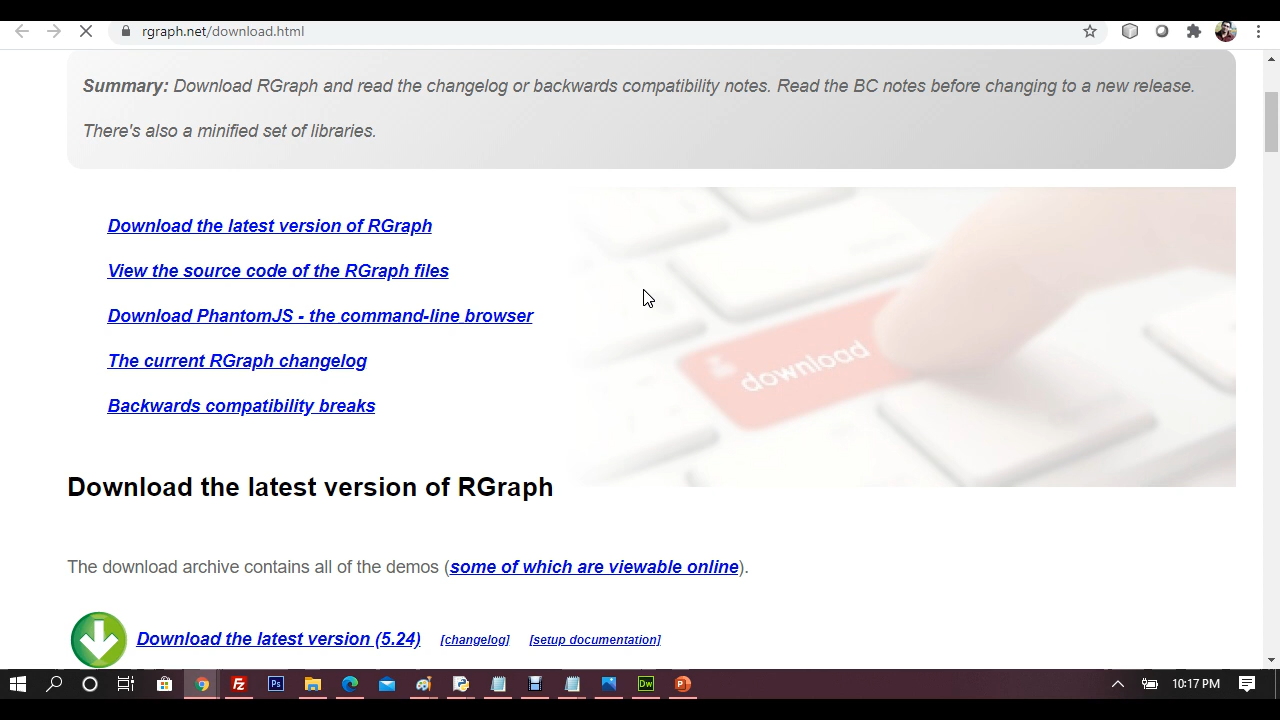 rgraph.net/download.html
Summary: Download RGraph and read the changelog or backwards compatibility notes. Read the BC notes before changing to a new release.
There's also a minified set of libraries.
Download the latest version of RGraph
View the source code of the RGraph files
Download PhantomJS - the command-line browser
The current RGraph changelog
Backwards compatibility breaks
download
Download the latest version of RGraph
The download archive contains all of the demos (some of which are viewable online).
Download the latest version (5.24) [changelog] [setup documentation]
Fz
Ps
Dw
10:17 PM